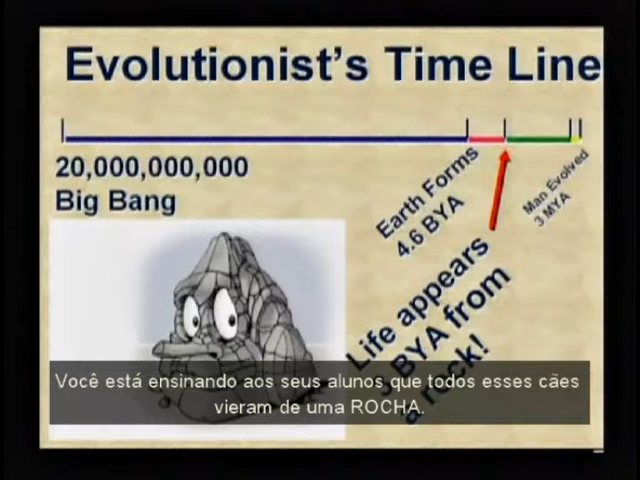 Evolutionist's Time Line
20,000,000,000
Big Bang
Earth Forms
4.6 BYA
Life appears
3 BYA from
a rock!
Man Evolved
3 MYA
Você está ensinando aos seus alunos que todos esses cães
vieram de uma ROCHA.